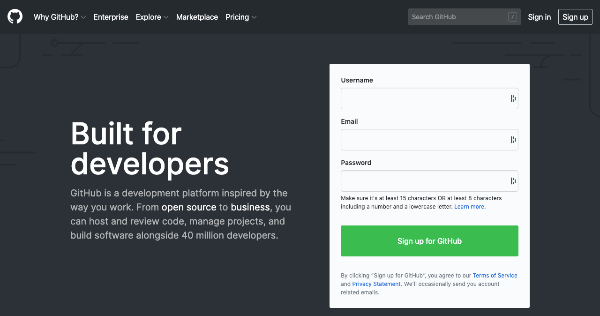 Why GitHub? Enterprise Explore Marketplace Pricing Search GitHub / Sign in Sign up
Built for
developers
GitHub is a development platform inspired by the
way you work. From open source to business, you
can host and review code, manage projects, and
build software alongside 40 million developers.
Username
Email
Password
Make sure it's at least 15 characters OR at least 8 characters
including a number and a lowercase letter. Learn more.
Sign up for GitHub
By clicking "Sign up for GitHub", you agree to our Terms of Service
and Privacy Statement. We'll occasionally send you account
related emails.